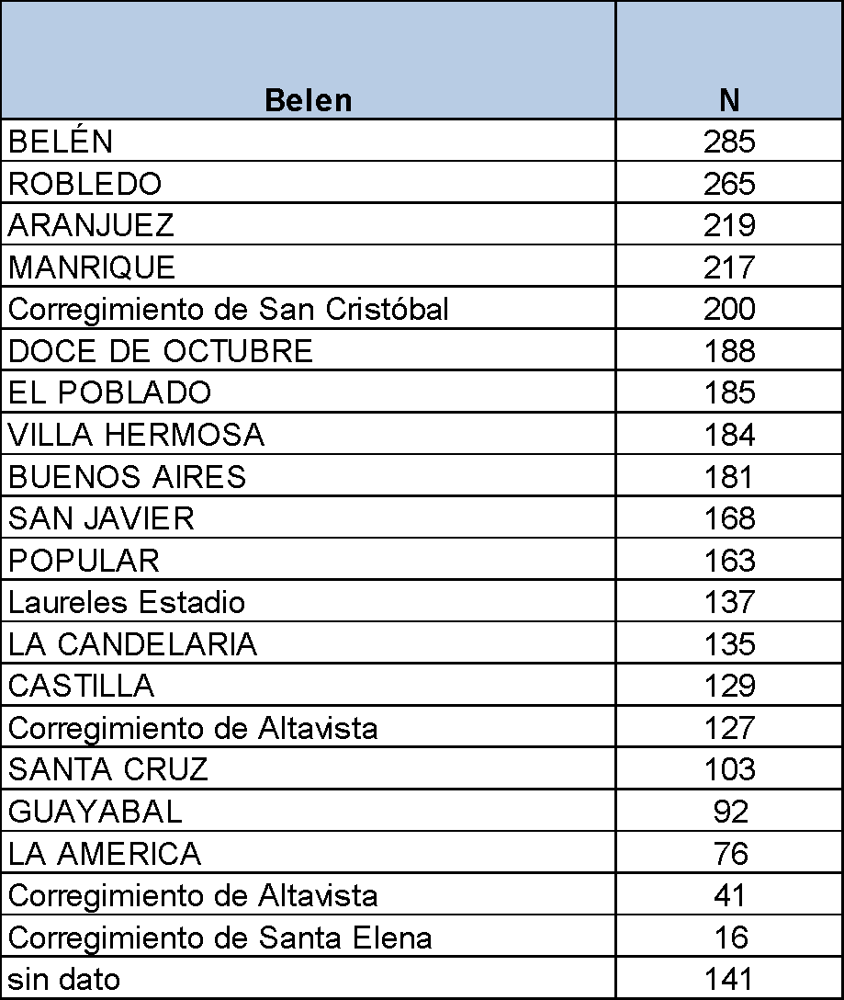 Belen N
BELÉN 285
ROBLEDO 265
ARANJUEZ 219
MANRIQUE 217
Corregimiento de San Cristóbal 200
DOCE DE OCTUBRE 188
EL POBLADO 185
VILLA HERMOSA 184
BUENOS AIRES 181
SAN JAVIER 168
POPULAR 163
Laureles Estadio 137
LA CANDELARIA 135
CASTILLA 129
Corregimiento de Altavista 127
SANTA CRUZ 103
GUAYABAL 92
LA AMERICA 76
Corregimiento de Altavista 41
Corregimiento de Santa Elena 16
sin dato 141